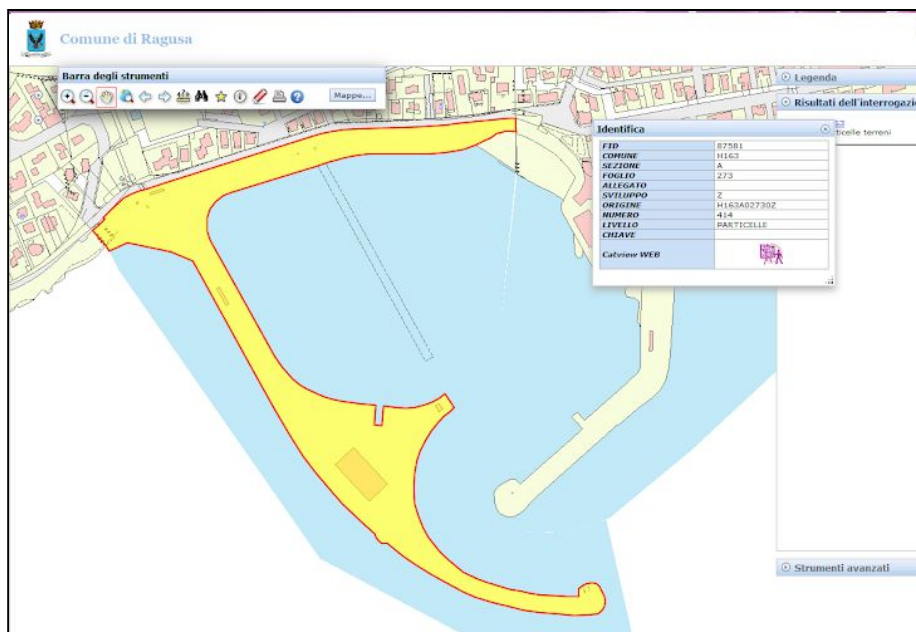 Comune di Ragusa
Barra degli strumenti
Mappe...
Legenda
Risultati dell'interrogazi
ticelle terreni
Identifica
FID 87581
COMUNE H163
SEZIONE A
FOGLIO 273
ALLEGATO
SVILUPPO Z
ORIGINE H163A02730Z
NUMERO 414
LIVELLO PARTICELLE
CHIAVE
Catview WEB
Strumenti avanzati